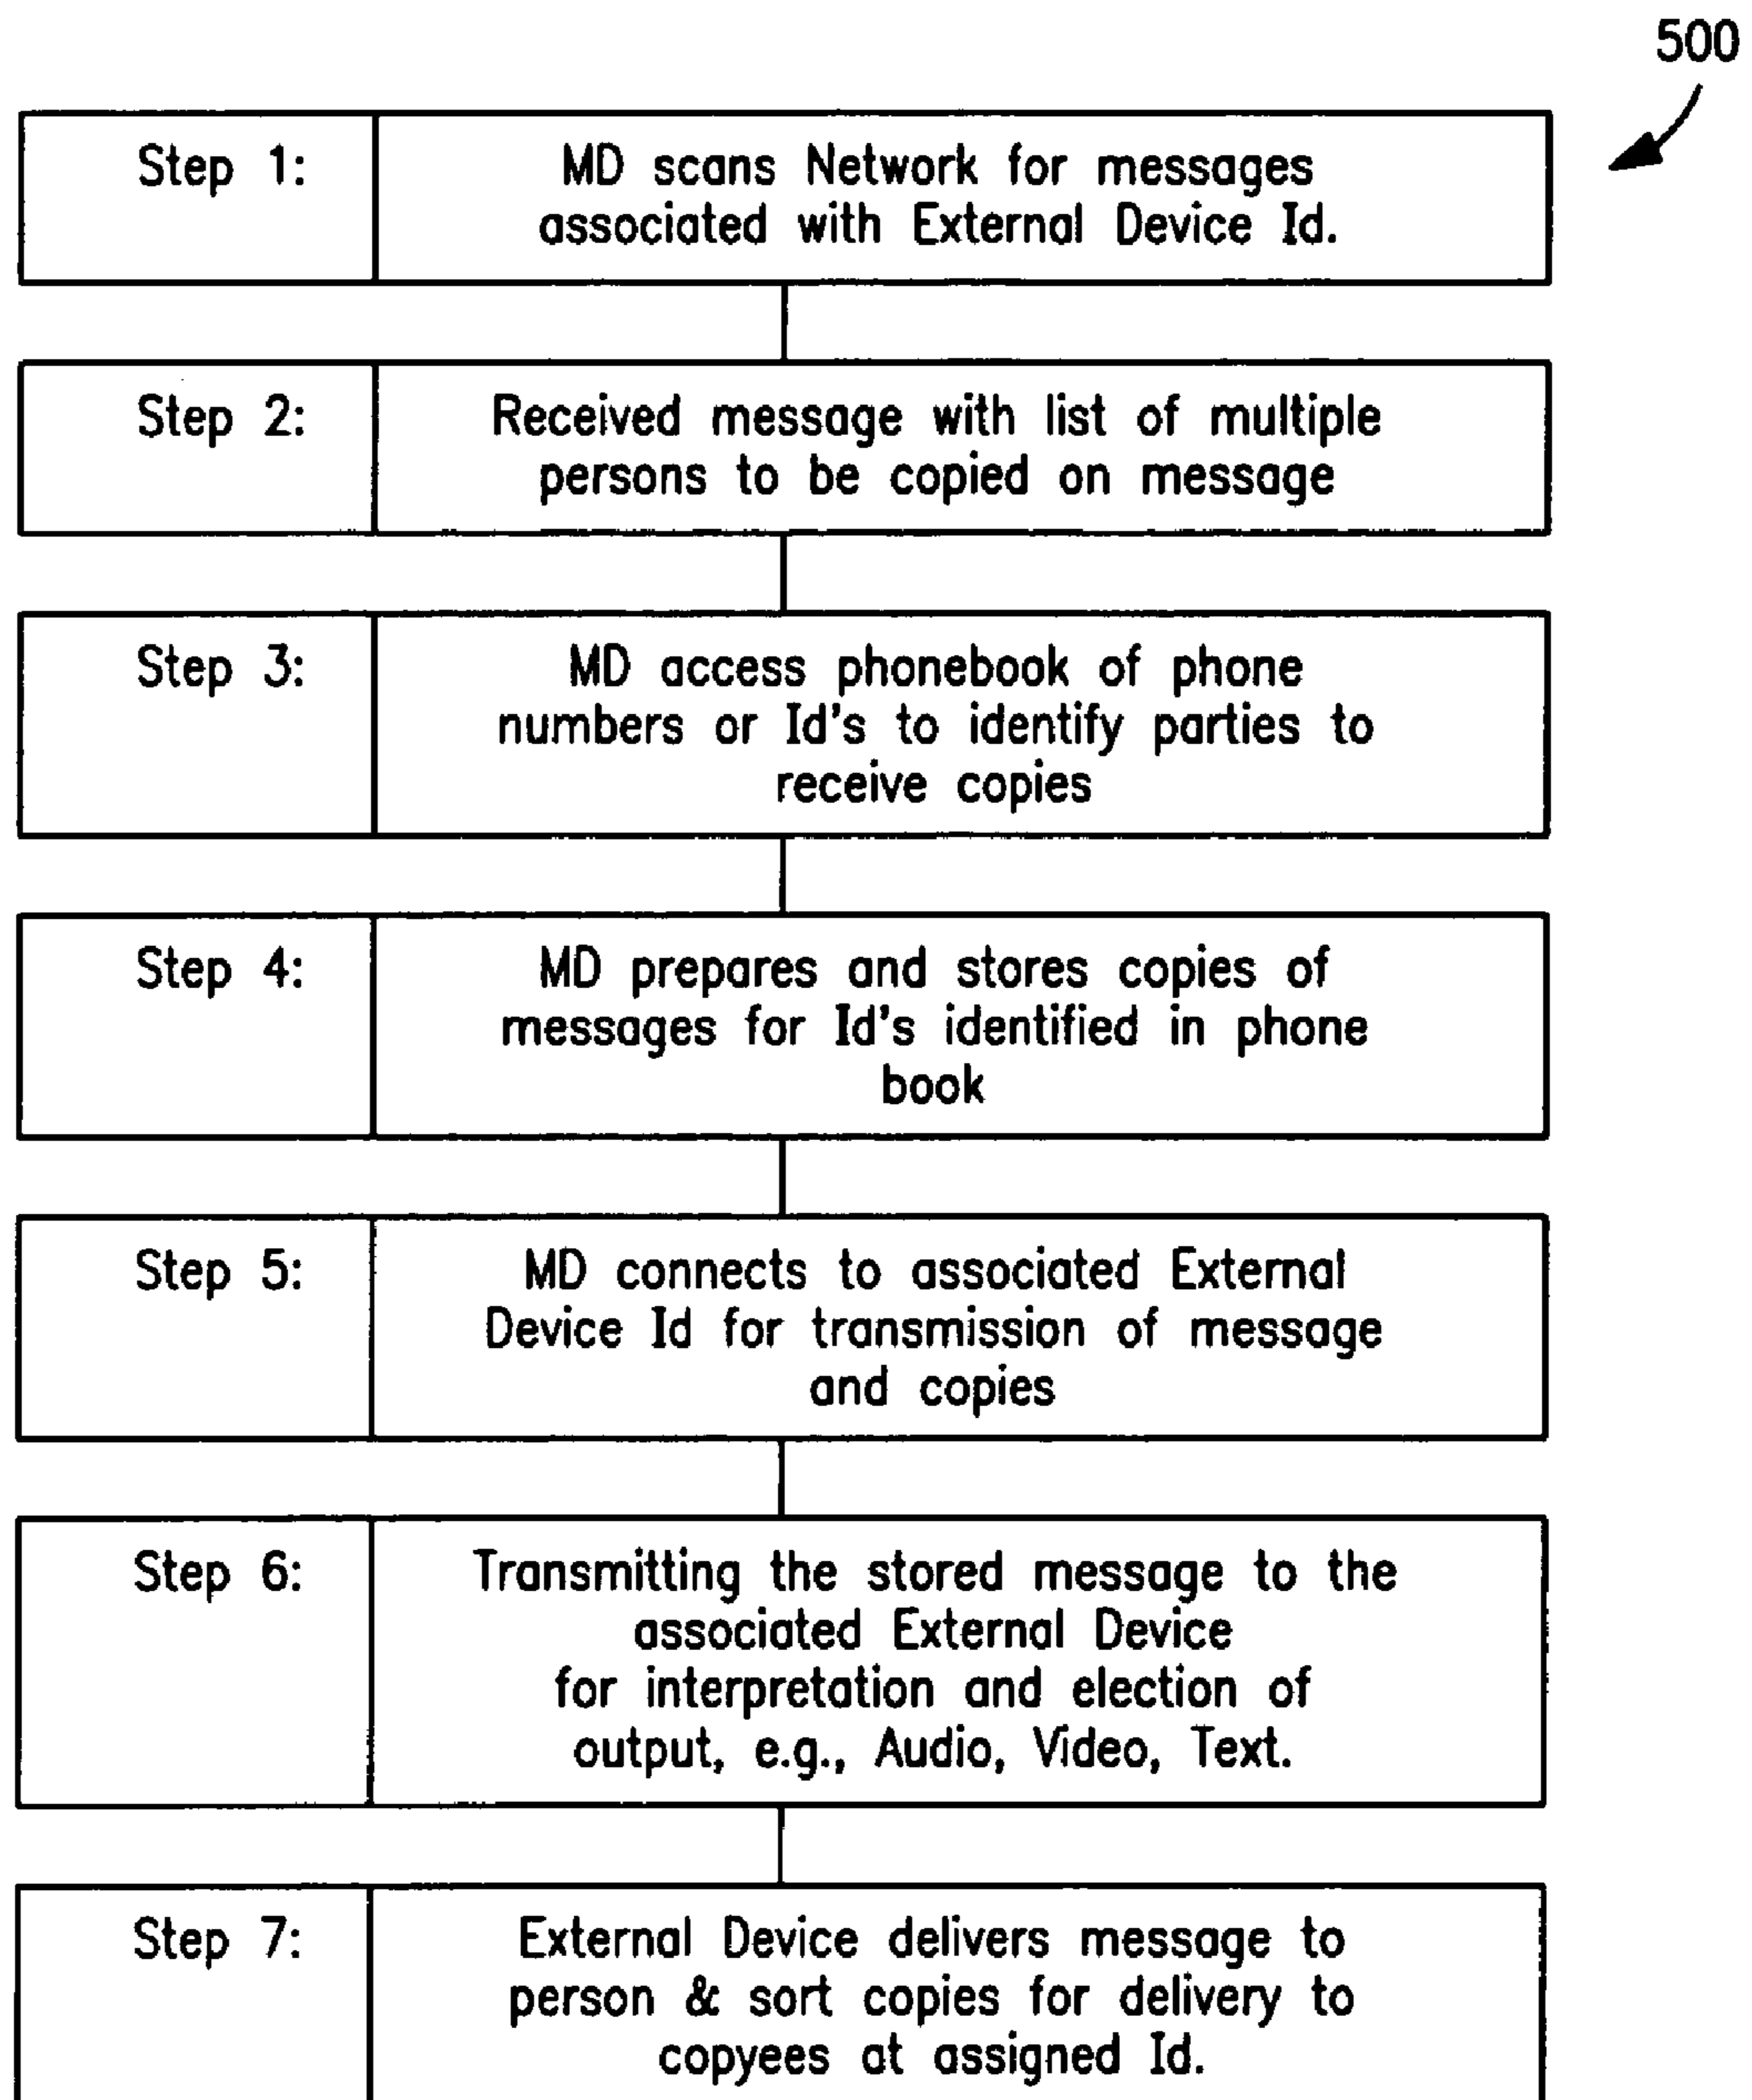 500
Step 1:
MD scans Network for messages
associated with External Device Id.
Step 2:
Received message with list of multiple
persons to be copied on message
Step 3:
MD access phonebook of phone
numbers or Id's to identify parties to
receive copies
Step 4:
MD prepares and stores copies of
messages for Id's identified in phone
book
Step 5:
MD connects to associated External
Device Id for transmission of message
and copies
Step 6:
Transmitting the stored message to the
associated External Device
for interpretation and election of
output, e.g., Audio, Video, Text.
Step 7:
External Device delivers message to
person & sort copies for delivery to
copyees at assigned Id.